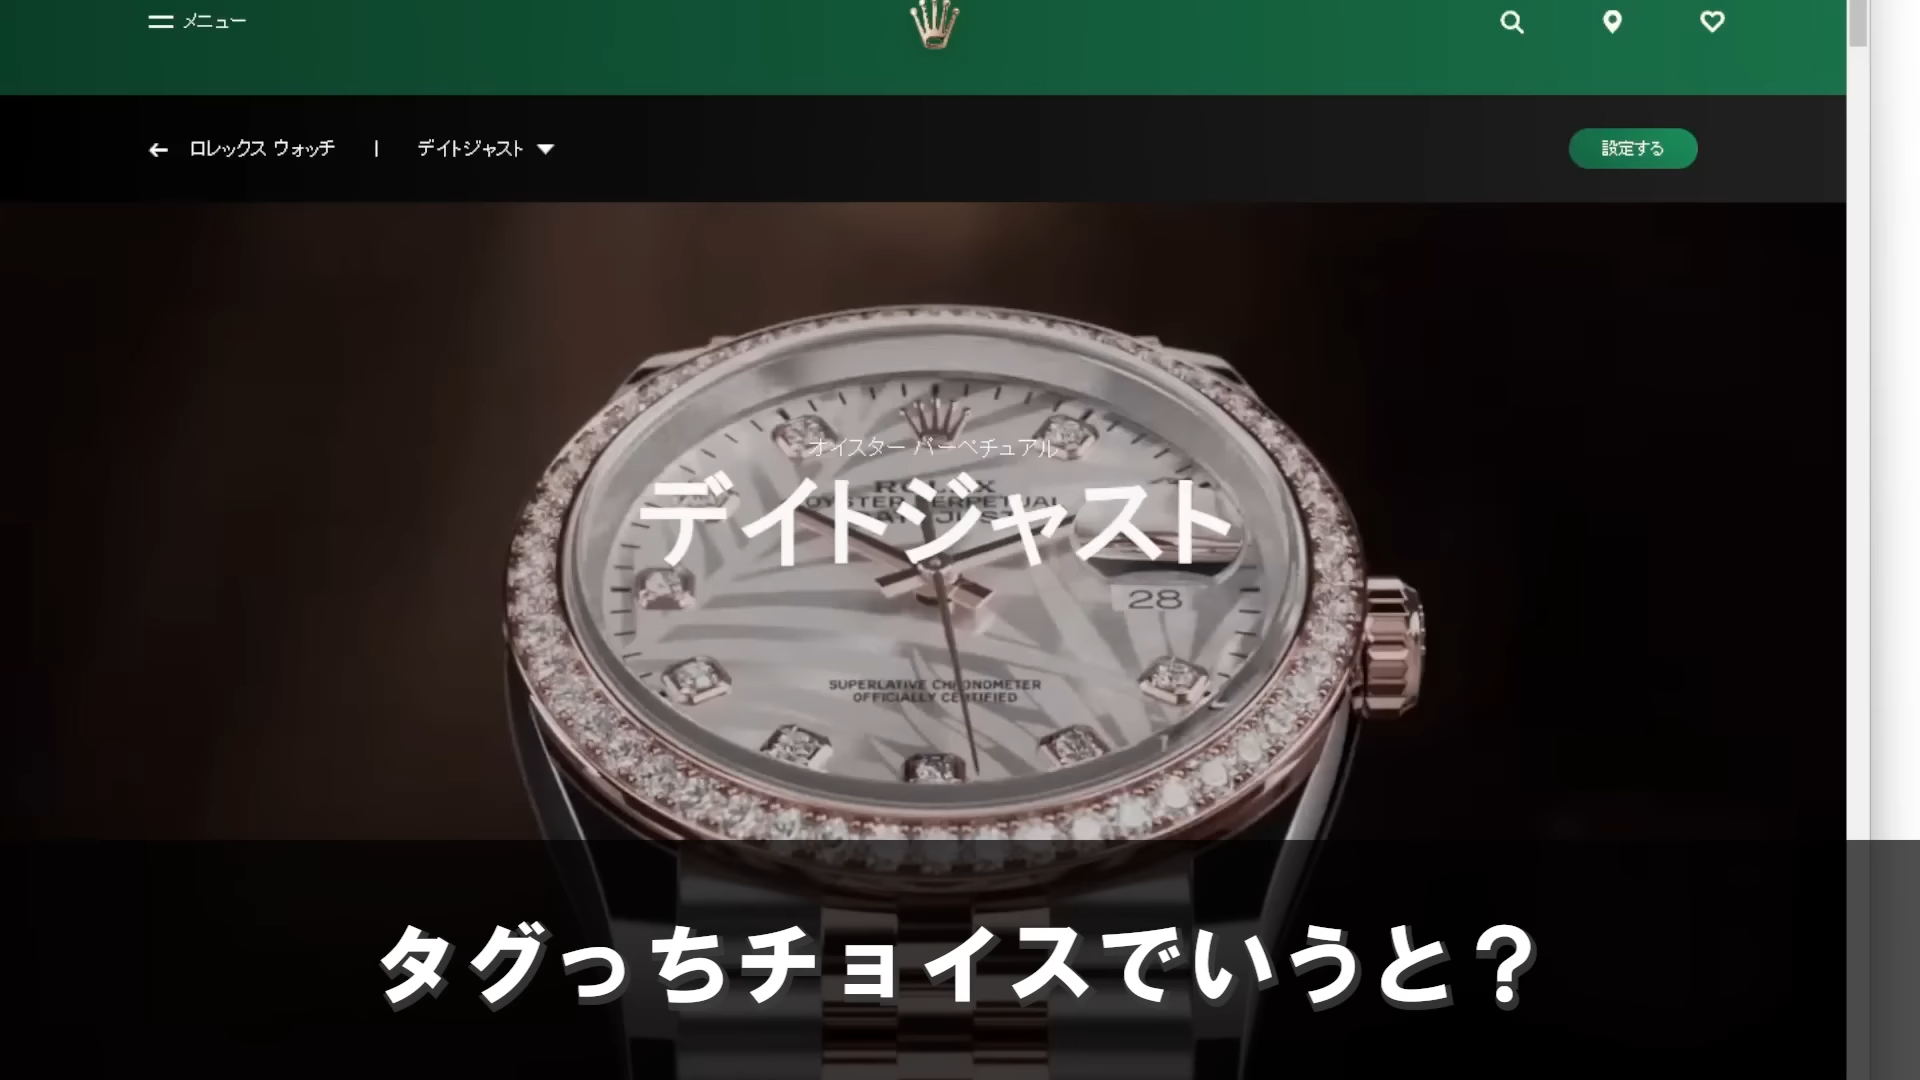 メニュー
ロレックス ウォッチ | デイトジャスト
設定する
オイスター パーペチュアル
デイトジャスト
ROLEX
OYSTER PERPETUAL
28
SUPERLATIVE CHRONOMETER
OFFICIALLY CERTIFIED
タグっちチョイスでいうと？